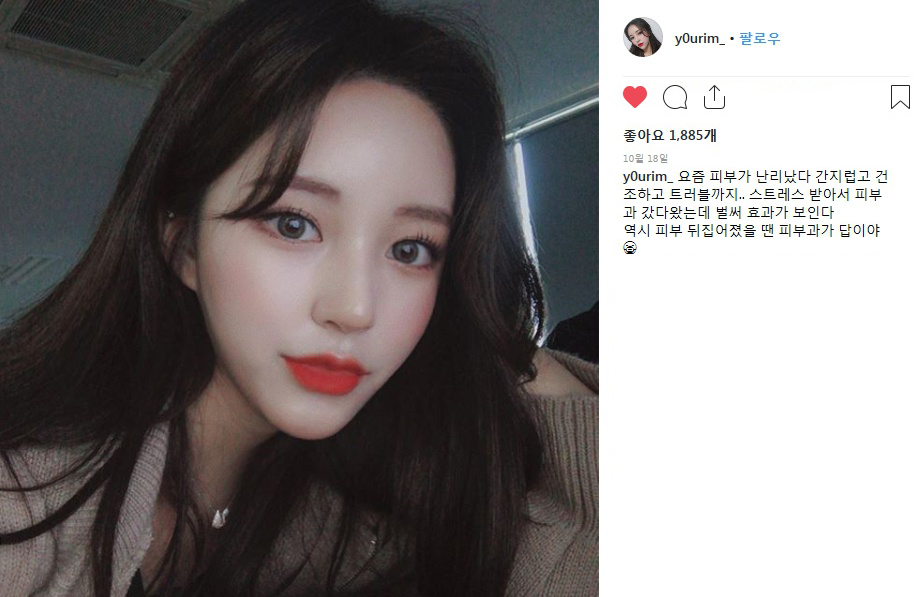 y0urim_ • 팔로우
좋아요 1,885개
10월 18일
y0urim_ 요즘 피부가 난리났다 간지럽고 건
조하고 트러블까지.. 스트레스 받아서 피부
과 갔다왔는데 벌써 효과가 보인다
역시 피부 뒤집어졌을 땐 피부과가 답이야
😭